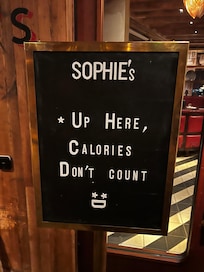 S.
SOPHIE's
* UP HERE,
CALORIES
DON'T COUNT
**
D